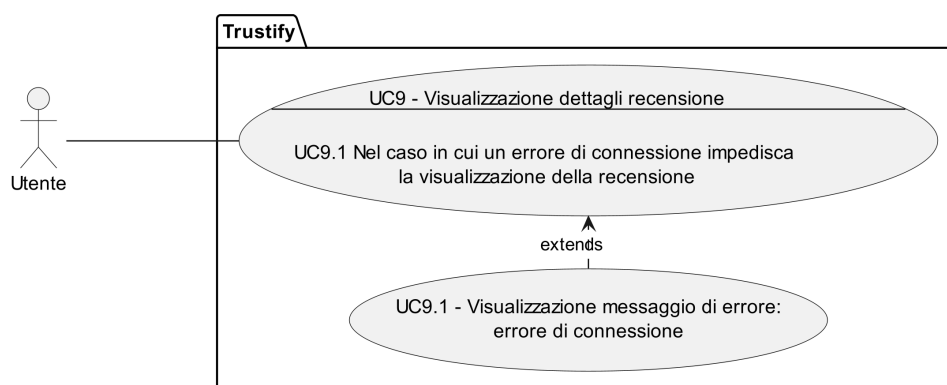 Trustify
UC9 - Visualizzazione dettagli recensione
UC9.1 Nel caso in cui un errore di connessione impedisca
la visualizzazione della recensione
Utente
extends
UC9.1 - Visualizzazione messaggio di errore:
errore di connessione